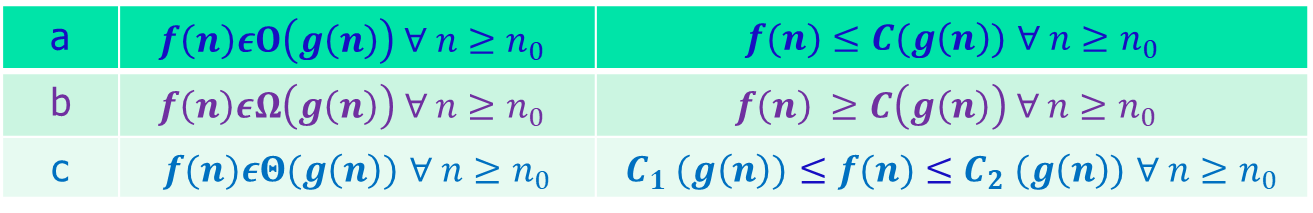 a f(n)ϵO(g(n)) ∀ n ≥ n₀ f(n) ≤ C(g(n)) ∀ n ≥ n₀
b f(n)ϵΩ(g(n)) ∀ n ≥ n₀ f(n) ≥ C(g(n)) ∀ n ≥ n₀
c f(n)ϵΘ(g(n)) ∀ n ≥ n₀ C₁ (g(n)) ≤ f(n) ≤ C₂ (g(n)) ∀ n ≥ n₀